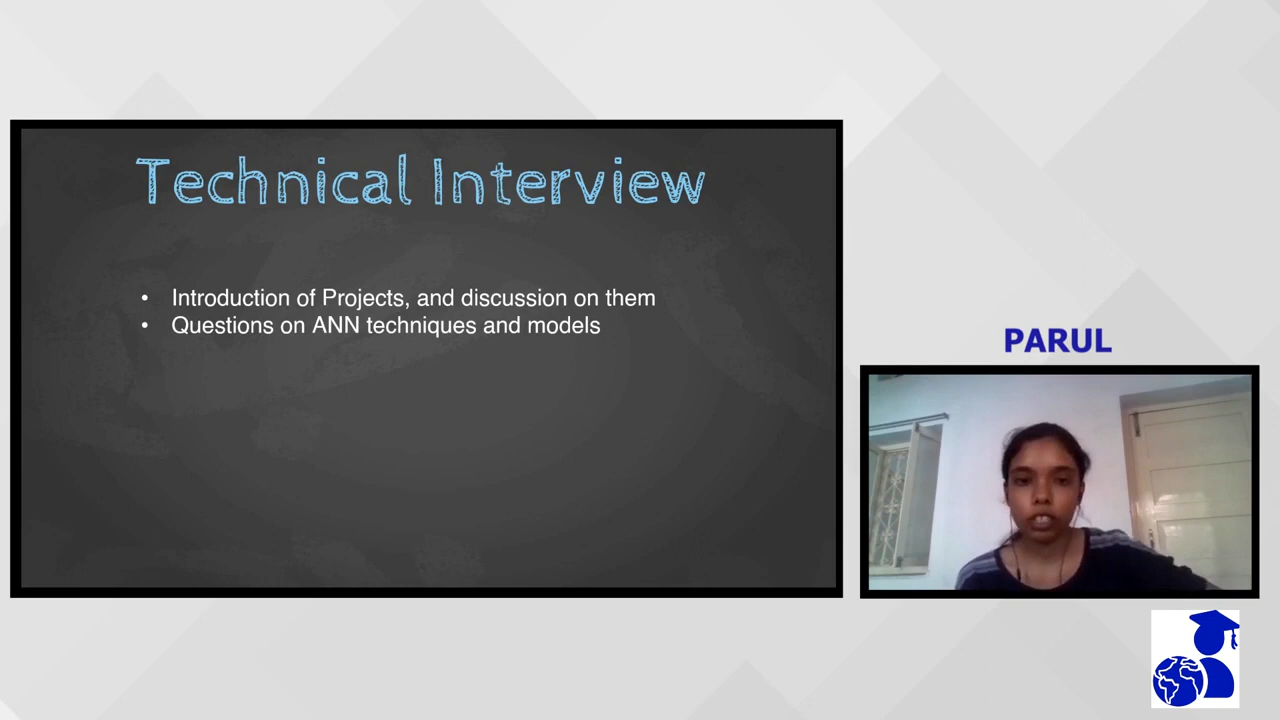 Technical Interview
• Introduction of Projects, and discussion on them
• Questions on ANN techniques and models
PARUL